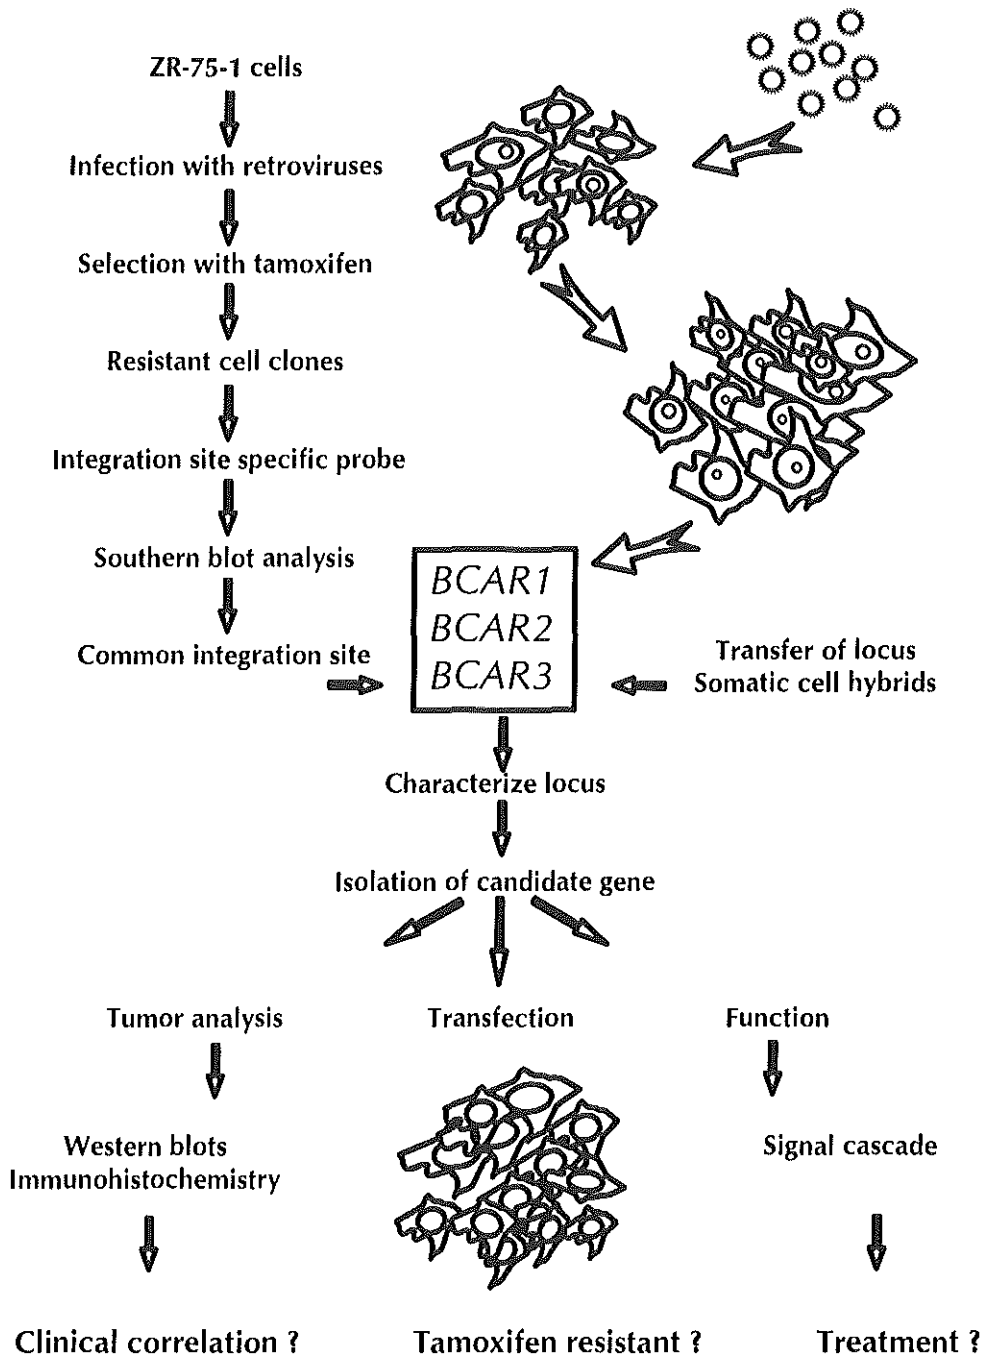 ZR-75-1 cells
Infection with retroviruses
Selection with tamoxifen
Resistant cell clones
Integration site specific probe
Southern blot analysis
Common integration site
BCAR1
BCAR2
BCAR3
Transfer of locus
Somatic cell hybrids
Characterize locus
Isolation of candidate gene
Tumor analysis
Transfection
Function
Western blots
Immunohistochemistry
Signal cascade
Clinical correlation ?
Tamoxifen resistant ?
Treatment ?